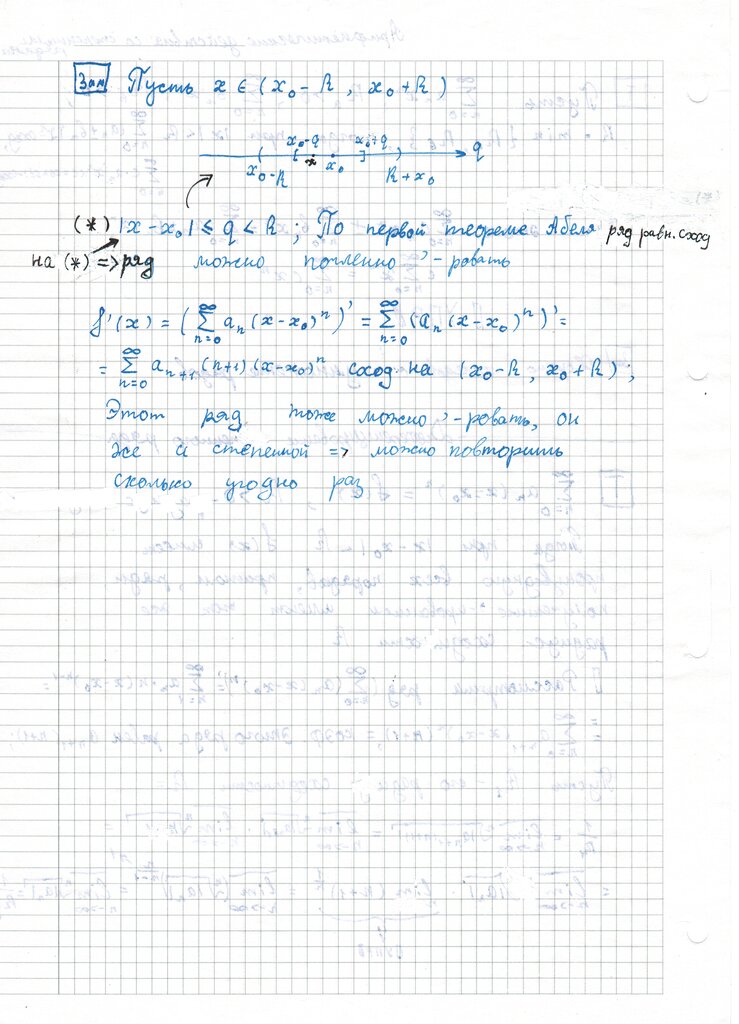 Зам Пусть x ∈ (x₀ - R, x₀ + R)
x₀-q x₀+q q
x₀-R x x₀ R+x₀
(*) |x - x₀| ≤ q < R; По первой теореме Абеля ряд равн. сход
на (*) => ряд можно почленно '-ровать
f'(x) = (∑_{n=0}^{∞} aₙ(x-x₀)ⁿ)' = ∑_{n=0}^{∞} (aₙ(x-x₀)ⁿ)' =
= ∑_{n=0}^{∞} aₙ₊₁(n+1)(x-x₀)ⁿ сход. на (x₀-R, x₀+R);
Этот ряд тоже можно '-ровать, он
же и степенной => можно повторить
сколько угодно раз